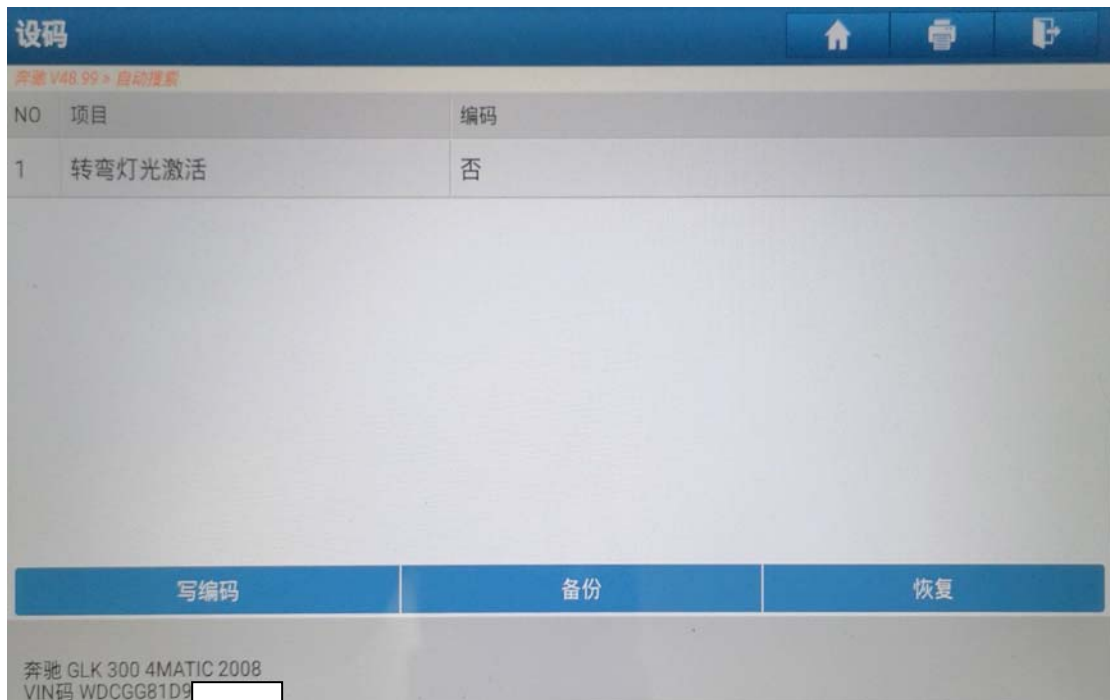 设码
奔驰 V48.99 > 自动搜索
NO 项目 编码
1 转弯灯光激活 否
写编码 备份 恢复
奔驰 GLK 300 4MATIC 2008
VIN码 WDCGG81D9